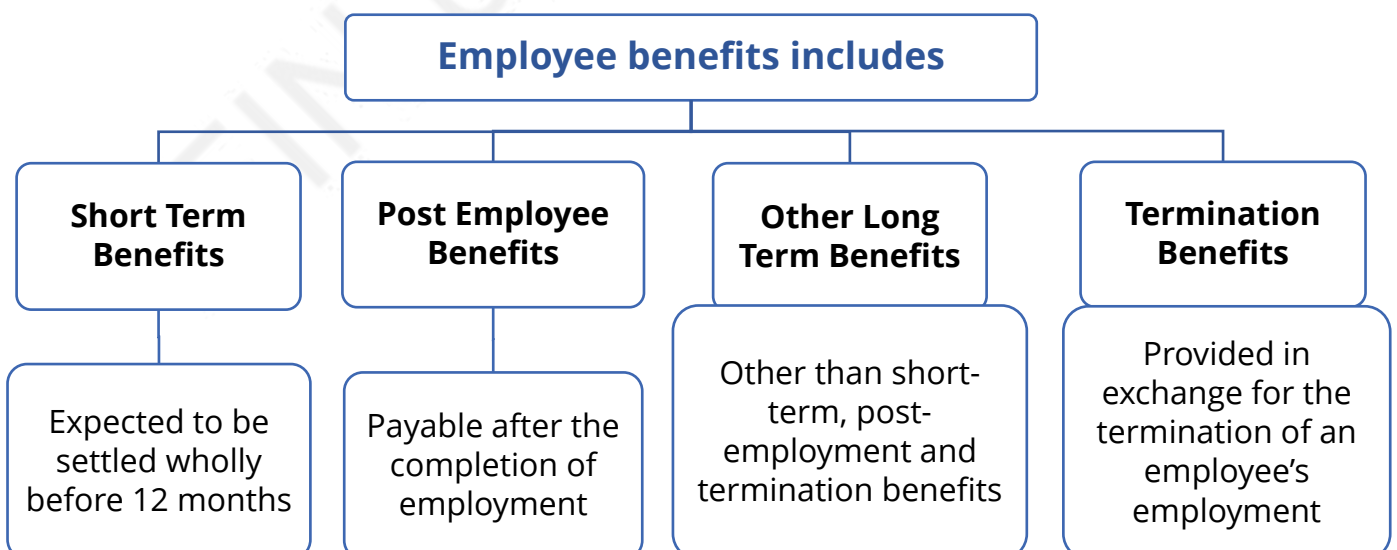 Employee benefits includes
Short Term
Benefits
Post Employee
Benefits
Other Long
Term Benefits
Termination
Benefits
Expected to be
settled wholly
before 12 months
Payable after the
completion of
employment
Other than short-
term, post-
employment and
termination benefits
Provided in
exchange for the
termination of an
employee’s
employment